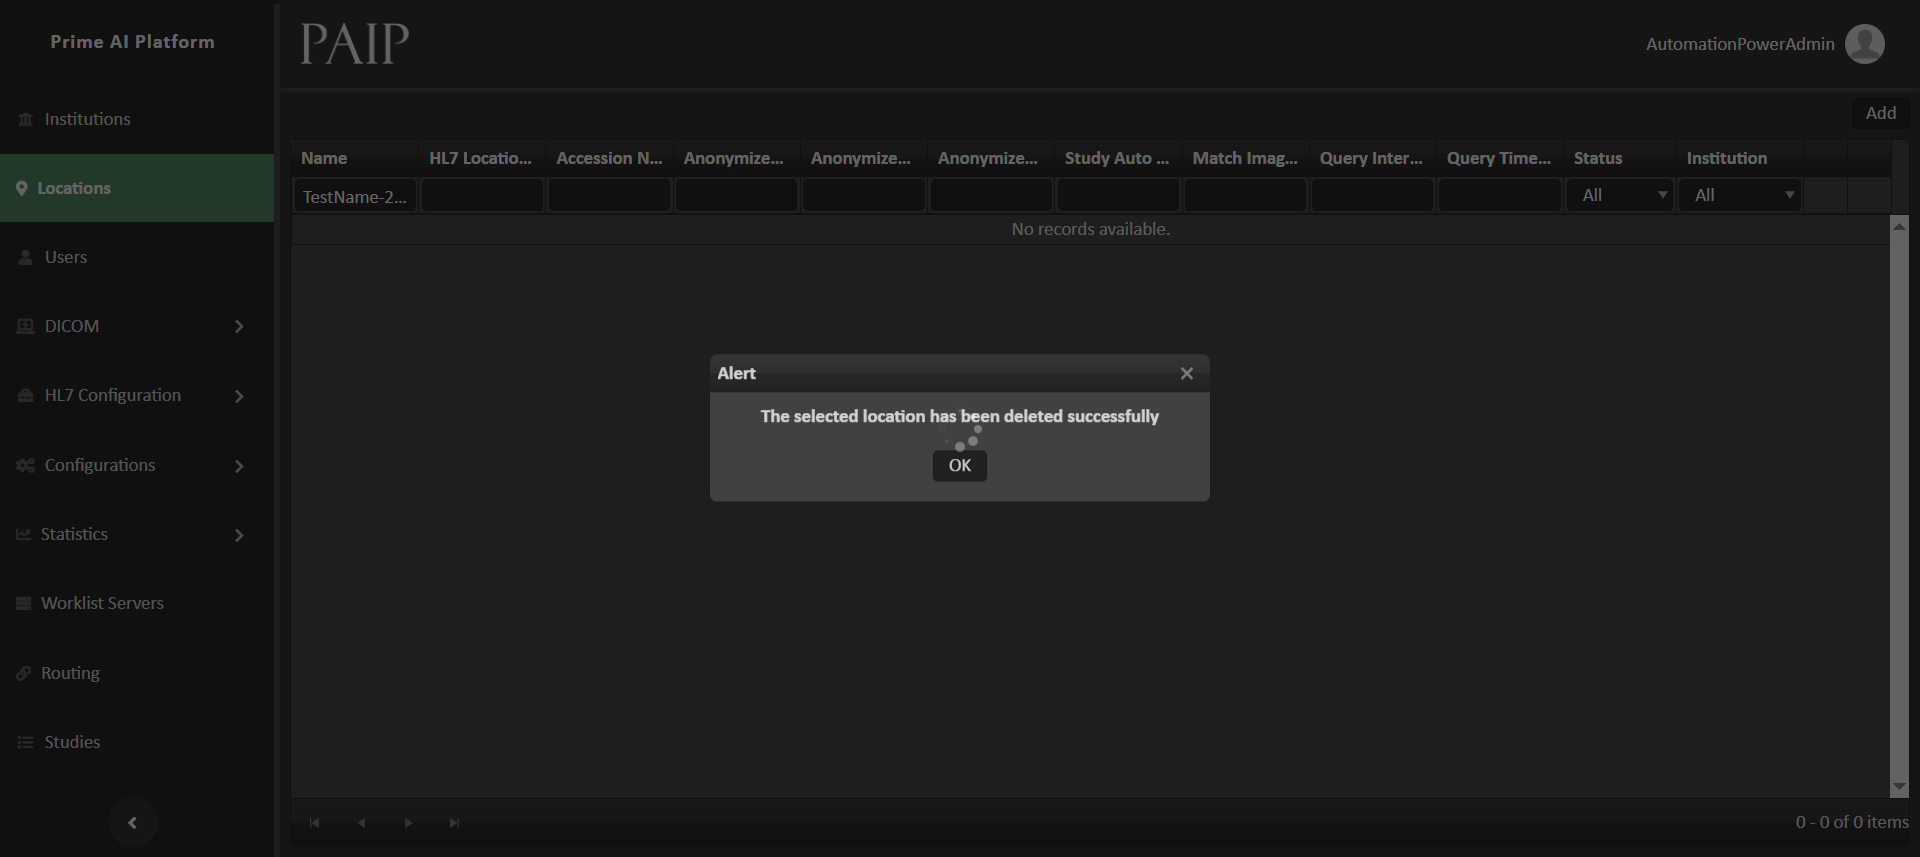 Prime AI Platform
PAIP
AutomationPowerAdmin
Institutions
Locations
Users
DICOM
HL7 Configuration
Configurations
Statistics
Worklist Servers
Routing
Studies
Add
Name HL7 Locatio... Accession N... Anonymize... Anonymize... Anonymize... Study Auto ... Match Imag... Query Inter... Query Time... Status Institution
TestName-2... All All
No records available.
Alert
The selected location has been deleted successfully
OK
0 - 0 of 0 items